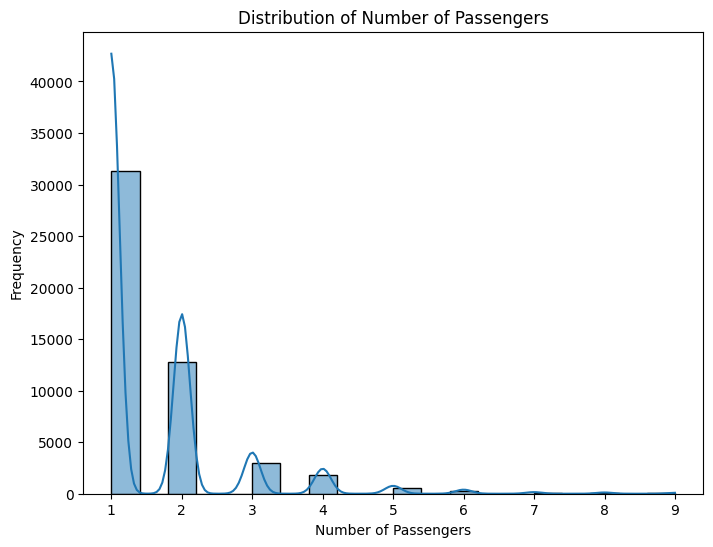 Distribution of Number of Passengers
Frequency
40000
35000
30000
25000
20000
15000
10000
5000
0
1 2 3 4 5 6 7 8 9
Number of Passengers